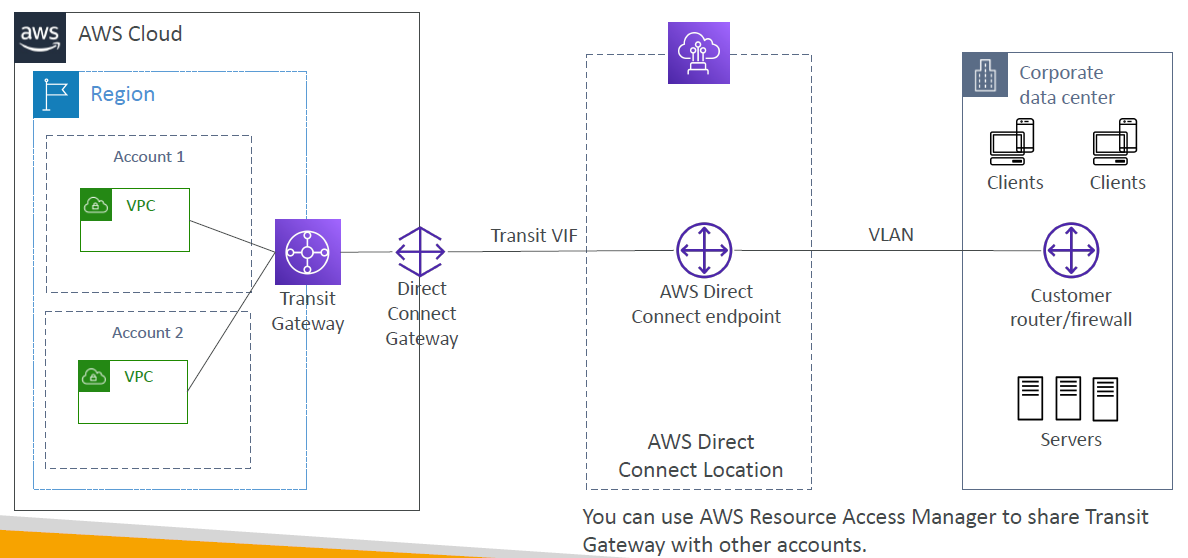 aws
AWS Cloud
Region
Account 1
VPC
Account 2
VPC
Transit
Gateway
Direct
Connect
Gateway
Transit VIF
AWS Direct
Connect endpoint
AWS Direct
Connect Location
VLAN
Corporate
data center
Clients
Clients
Customer
router/firewall
Servers
You can use AWS Resource Access Manager to share Transit
Gateway with other accounts.